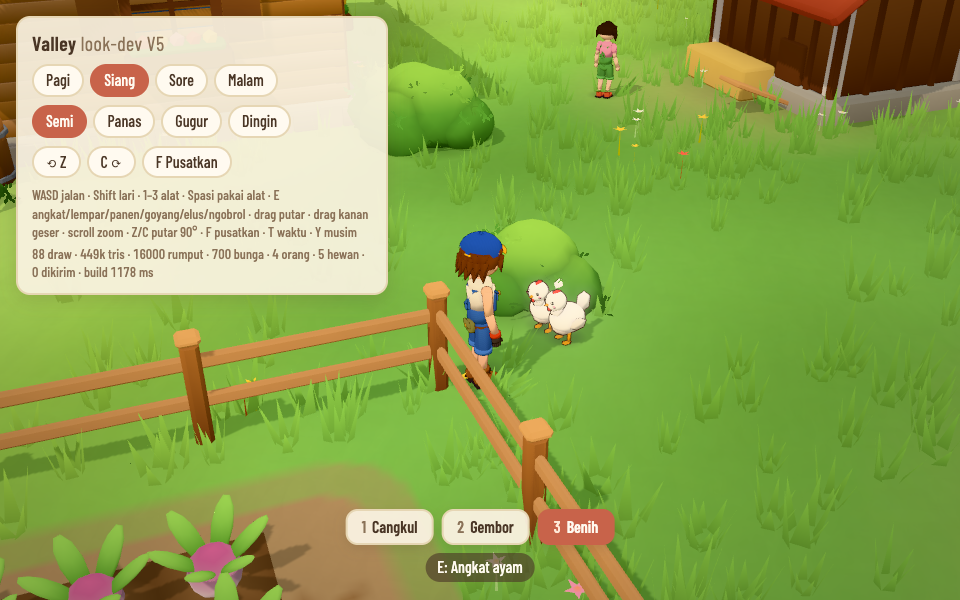 Valley look-dev V5
Pagi Siang Sore Malam
Semi Panas Gugur Dingin
⟲ Z C ⟳ F Pusatkan
WASD jalan · Shift lari · 1–3 alat · Spasi pakai alat · E
angkat/lempar/panen/goyang/elus/ngobrol · drag putar · drag kanan
geser · scroll zoom · Z/C putar 90° · F pusatkan · T waktu · Y musim
88 draw · 449k tris · 16000 rumput · 700 bunga · 4 orang · 5 hewan ·
0 dikirim · build 1178 ms
1 Cangkul 2 Gembor 3 Benih
E: Angkat ayam